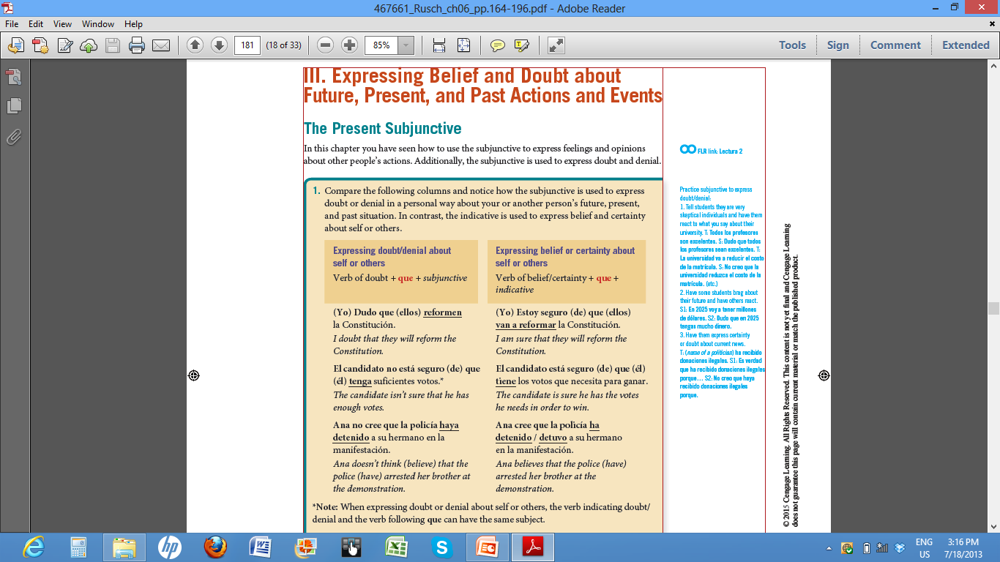 467661_Rusch_ch06_pp.164-196.pdf - Adobe Reader
File Edit View Window Help
181 (18 of 33) 85% Tools Sign Comment Extended
III. Expressing Belief and Doubt about
Future, Present, and Past Actions and Events
The Present Subjunctive
In this chapter you have seen how to use the subjunctive to express feelings and opinions
about other people's actions. Additionally, the subjunctive is used to express doubt and denial.
1. Compare the following columns and notice how the subjunctive is used to express
doubt or denial in a personal way about your or another person's future, present,
and past situation. In contrast, the indicative is used to express belief and certainty
about self or others.
Expressing doubt/denial about
self or others
Verb of doubt + que + subjunctive
(Yo) Dudo que (ellos) reformen
la Constitución.
I doubt that they will reform the
Constitution.
El candidato no está seguro (de) que
(él) tenga suficientes votos.*
The candidate isn't sure that he has
enough votes.
Ana no cree que la policía haya
detenido a su hermano en la
manifestación.
Ana doesn't think (believe) that the
police (have) arrested her brother at
the demonstration.
Expressing belief or certainty about
self or others
Verb of belief/certainty + que +
indicative
(Yo) Estoy seguro (de) que (ellos)
van a reformar la Constitución.
I am sure that they will reform the
Constitution.
El candidato está seguro (de) que (él)
tiene los votos que necesita para ganar.
The candidate is sure he has the votes
he needs in order to win.
Ana cree que la policía ha
detenido / detuvo a su hermano
en la manifestación.
Ana believes that the police (have)
arrested her brother at the
demonstration.
*Note: When expressing doubt or denial about self or others, the verb indicating doubt/
denial and the verb following que can have the same subject.
FLR link: Lectura 2
Practice subjunctive to express
doubt/denial:
1. Tell students they are very
skeptical individuals and have them
react to what you say about their
university. T: Todos los profesores
son excelentes. S: Dudo que todos
los profesores sean excelentes. T:
La universidad va a reducir el costo
de la matrícula. S: No creo que la
universidad reduzca el costo de la
matrícula. (etc.)
2. Have some students brag about
their future and have others react.
S1: En 2025 voy a tener millones
de dólares. S2: Dudo que en 2025
tengas mucho dinero.
3. Have them express certainty
or doubt about current news.
T: (name of a politician) ha recibido
donaciones ilegales. S1: Es verdad
que ha recibido donaciones ilegales
porque... S2: No creo que haya
recibido donaciones ilegales
porque.
© 2015 Cengage Learning. All Rights Reserved. This content is not yet final and Cengage Learning
does not guarantee this page will contain current material or match the published product.
ENG 3:16 PM
US 7/18/2013